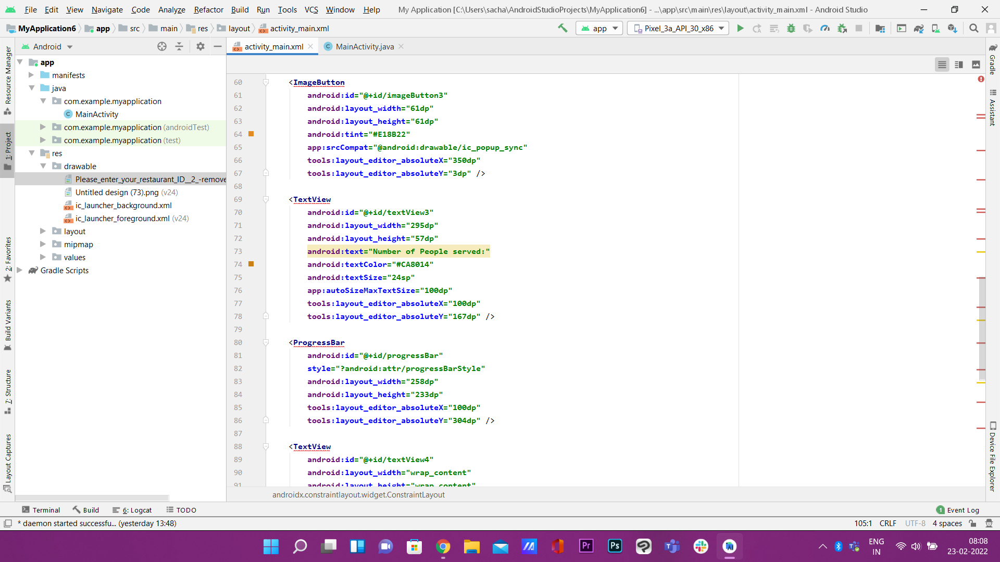 File Edit View Navigate Code Analyze Refactor Build Run Tools VCS Window Help My Application [C:\Users\sacha\AndroidStudioProjects\MyApplication6] - ...\app\src\main\res\layout\activity_main.xml - Android Studio
MyApplication6 app src main res layout activity_main.xml app Pixel_3a_API_30_x86
Android
activity_main.xml MainActivity.java
app
manifests
java
com.example.myapplication
MainActivity
com.example.myapplication (androidTest)
com.example.myapplication (test)
res
drawable
Please_enter_your_restaurant_ID__2_-remove
Untitled design (73).png (v24)
ic_launcher_background.xml
ic_launcher_foreground.xml (v24)
layout
mipmap
values
Gradle Scripts
Resource Manager
1: Project
2: Favorites
Build Variants
7: Structure
Layout Captures
60 <ImageButton
61 android:id="@+id/imageButton3"
62 android:layout_width="61dp"
63 android:layout_height="61dp"
64 android:tint="#E18B22"
65 app:srcCompat="@android:drawable/ic_popup_sync"
66 tools:layout_editor_absoluteX="350dp"
67 tools:layout_editor_absoluteY="3dp" />
68
69 <TextView
70 android:id="@+id/textView3"
71 android:layout_width="295dp"
72 android:layout_height="57dp"
73 android:text="Number of People served:"
74 android:textColor="#CA8014"
75 android:textSize="24sp"
76 app:autoSizeMaxTextSize="100dp"
77 tools:layout_editor_absoluteX="100dp"
78 tools:layout_editor_absoluteY="167dp" />
79
80 <ProgressBar
81 android:id="@+id/progressBar"
82 style="?android:attr/progressBarStyle"
83 android:layout_width="258dp"
84 android:layout_height="233dp"
85 tools:layout_editor_absoluteX="100dp"
86 tools:layout_editor_absoluteY="304dp" />
87
88 <TextView
89 android:id="@+id/textView4"
90 android:layout_width="wrap_content"
91 android:layout_height="wrap_content"
androidx.constraintlayout.widget.ConstraintLayout
Gradle
Assistant
Device File Explorer
Terminal Build 6: Logcat TODO 1 Event Log
* daemon started successfu... (yesterday 13:48) 105:1 CRLF UTF-8 4 spaces
Pr Ps
ENG
IN
08:08
23-02-2022